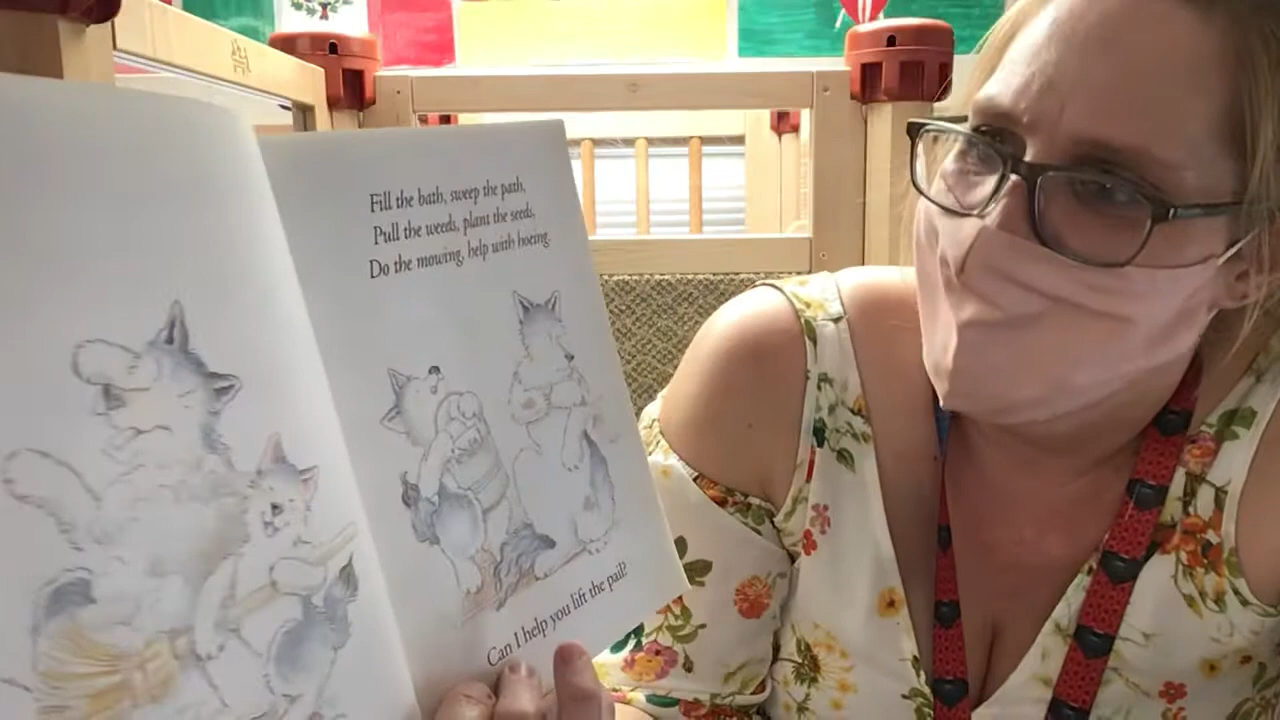 Fill the bath, sweep the path,
Pull the weeds, plant the seeds,
Do the mowing, help with hoeing.
Can I help you lift the pail?